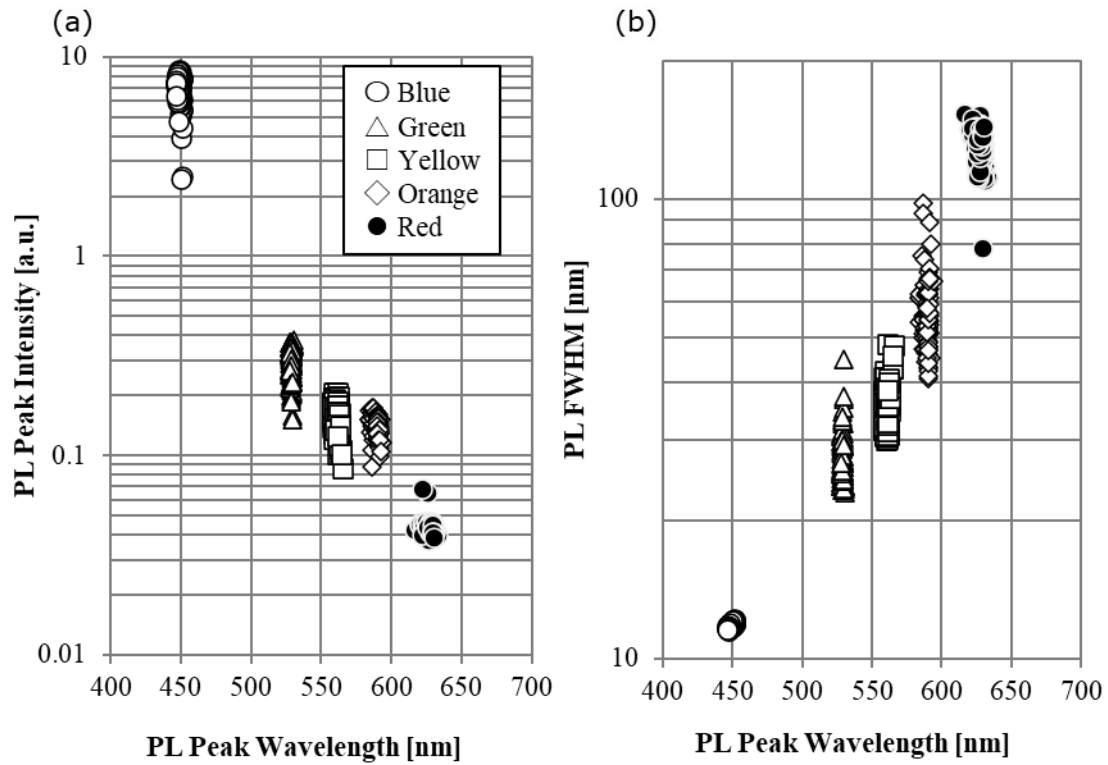 (a)
PL Peak Intensity [a.u.]
10
1
0.1
0.01
Blue
Green
Yellow
Orange
Red
400 450 500 550 600 650 700
PL Peak Wavelength [nm]
(b)
PL FWHM [nm]
100
10
400 450 500 550 600 650 700
PL Peak Wavelength [nm]